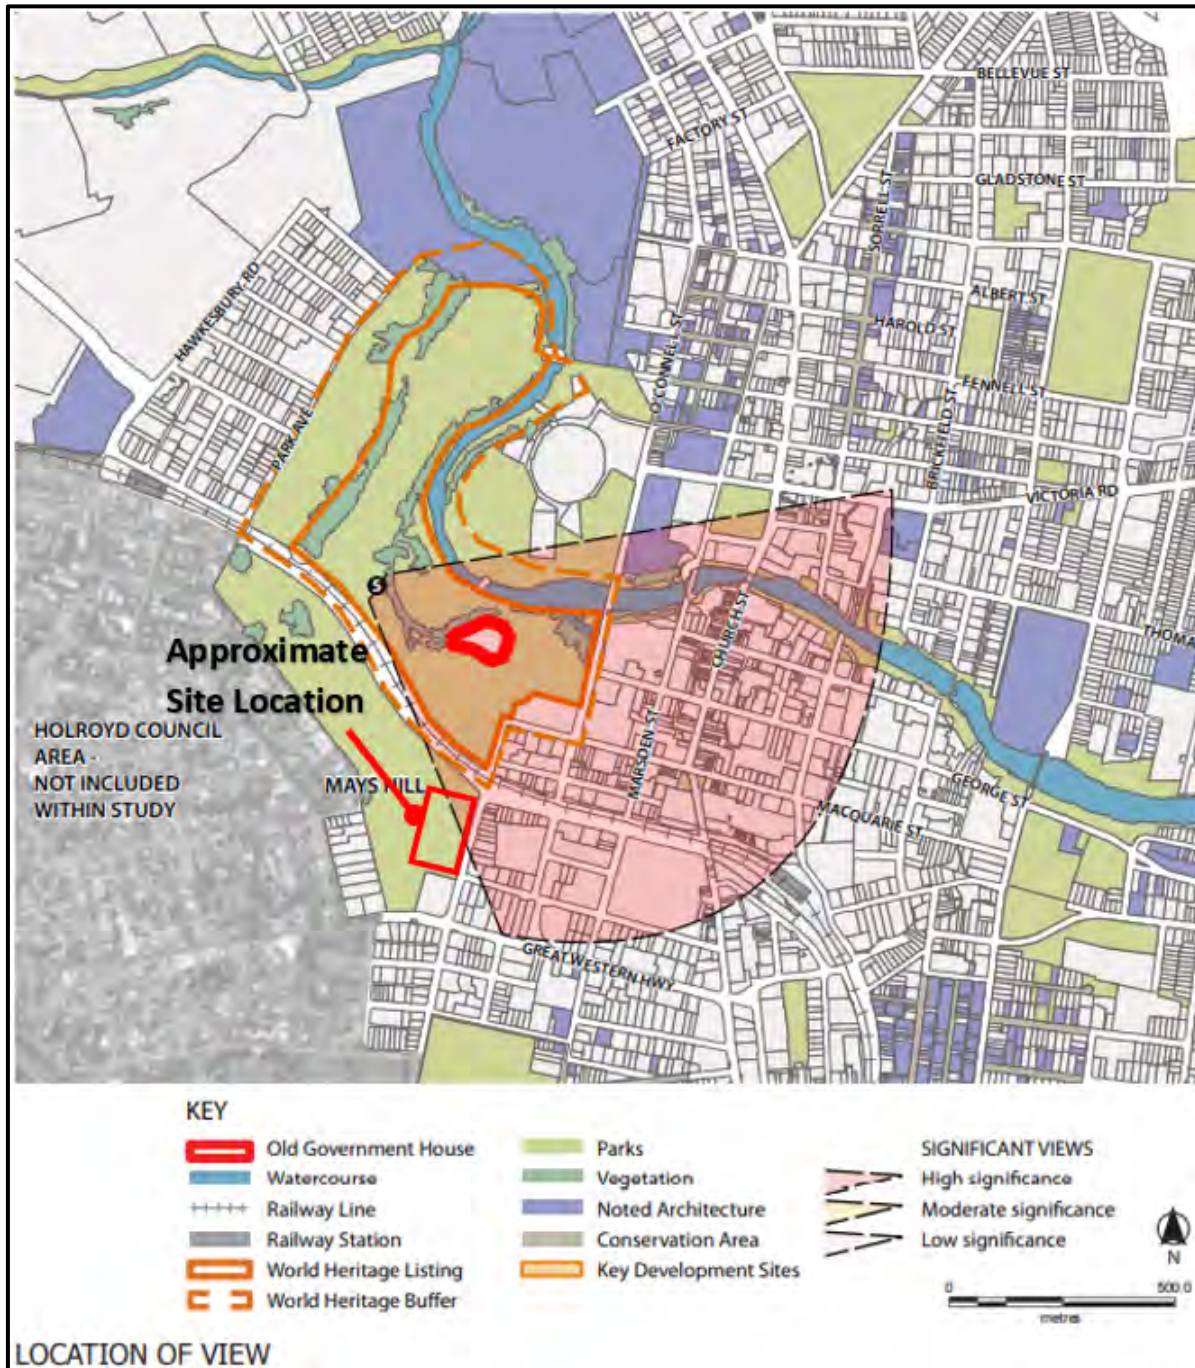 BELLEVUE ST
FACTORY ST
GLADSTONE ST
SORRELL ST
HAWKESBURY RD
ALBERT ST
HAROLD ST
O'CONNELL ST
FENNELL ST
BRICKFIELD ST
PARK AVE
VICTORIA RD
5
THOMA
Approximate
Site Location
CHURCH ST
MARSDEN ST
HOLROYD COUNCIL
AREA -
NOT INCLUDED
WITHIN STUDY
MAYS HILL
GEORGE ST
MACQUARIE ST
GREAT WESTERN HWY
KEY
Old Government House
Watercourse
Railway Line
Railway Station
World Heritage Listing
World Heritage Buffer
Parks
Vegetation
Noted Architecture
Conservation Area
Key Development Sites
SIGNIFICANT VIEWS
High significance
Moderate significance
Low significance
N
0 500.0
metres
LOCATION OF VIEW